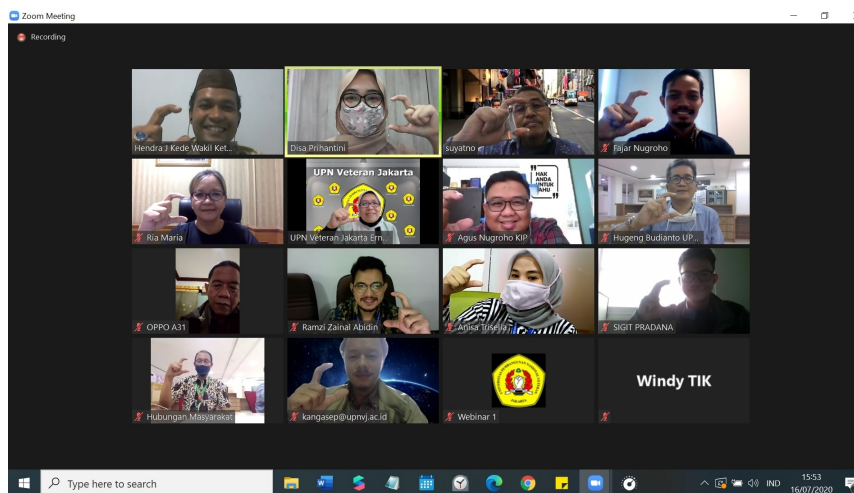 Zoom Meeting
Recording
Hendra J Kede Wakil Ket...
Disa Prihantini
suyatno
Fajar Nugroho
Ria Maria
UPN Veteran Jakarta
UPN Veteran Jakarta Ern...
HAK
ANDA
UNTUK
TAHU
Agus Nugroho KIP
Hugeng Budianto UP...
OPPO A31
Ramzi Zainal Abidin
Anisa Trisella
SIGIT PRADANA
Hubungan Masyarakat
kangasep@upnvj.ac.id
JAKARTA
Webinar 1
Windy TIK
Type here to search
IND
15:53
16/07/2020